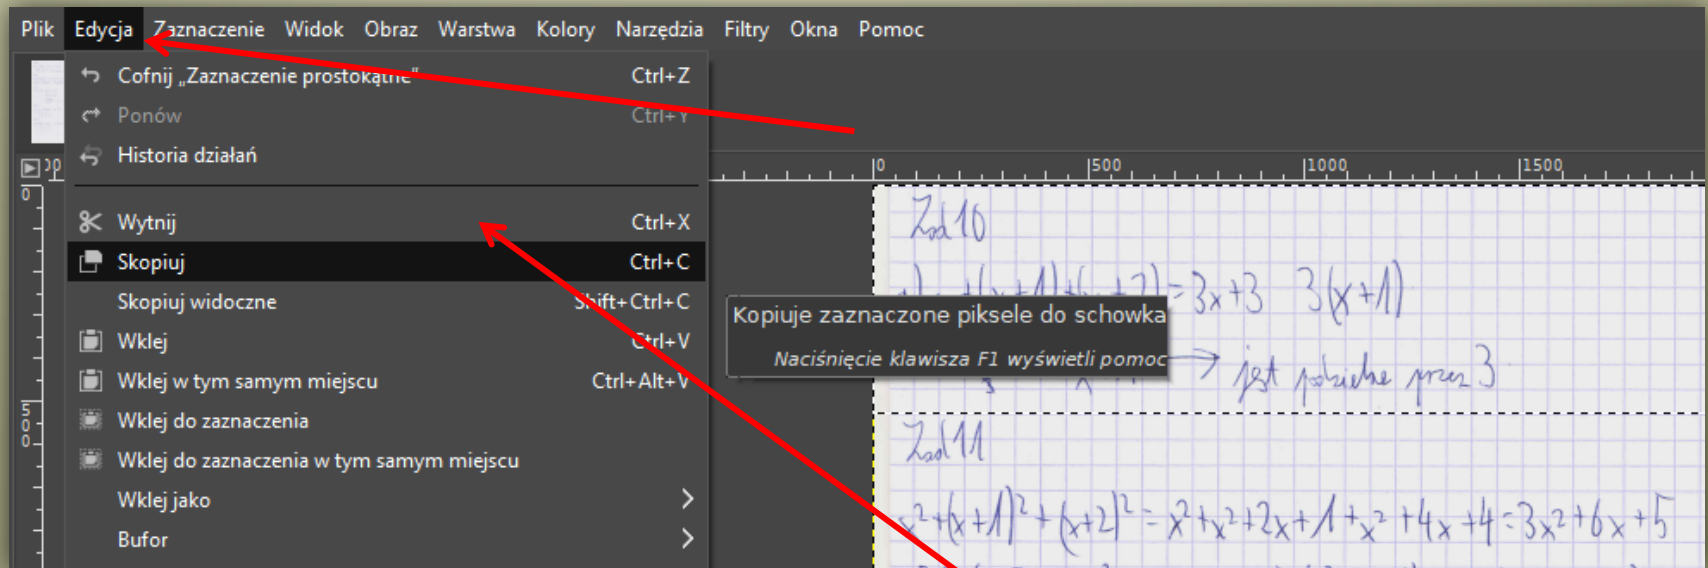 Plik Edycja Zaznaczenie Widok Obraz Warstwa Kolory Narzędzia Filtry Okna Pomoc
Cofnij „Zaznaczenie prostokątne” Ctrl+Z
Ponów Ctrl+Y
Historia działań
0 500 1000 1500
0
Wytnij Ctrl+X
Skopiuj Ctrl+C
Skopiuj widoczne Shift+Ctrl+C
Wklej Ctrl+V
Wklej w tym samym miejscu Ctrl+Alt+V
Wklej do zaznaczenia
Wklej do zaznaczenia w tym samym miejscu
Wklej jako
Bufor
500
Kopiuje zaznaczone piksele do schowka
Naciśnięcie klawisza F1 wyświetli pomoc
Zad 10
+(x+1)+(x+2)=3x+3 3(x+1)
jest podzielne przez 3
Zad 11
x²+(x+1)²+(x+2)²=x²+x²+2x+1+x²+4x+4=3x²+6x+5